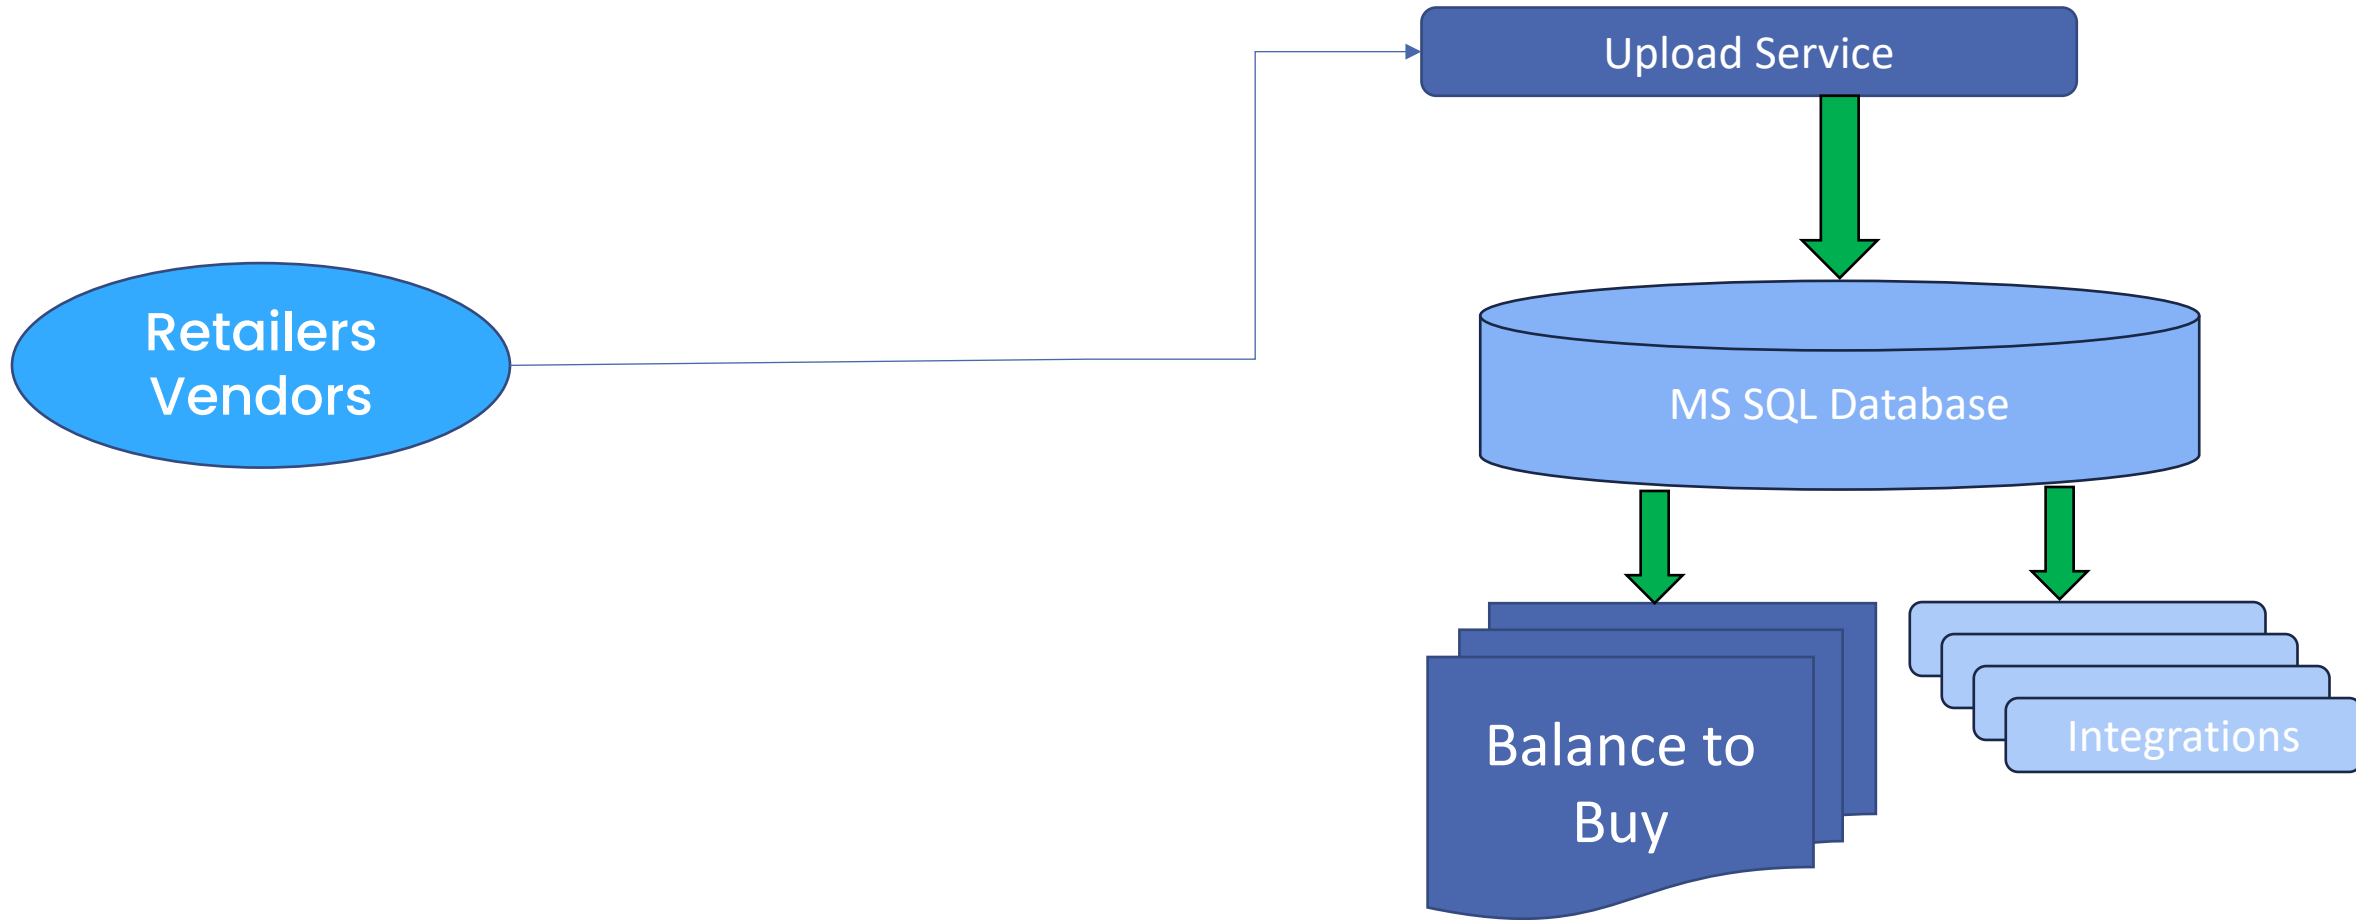 Upload Service
Retailers
Vendors
MS SQL Database
Balance to
Buy
Integrations